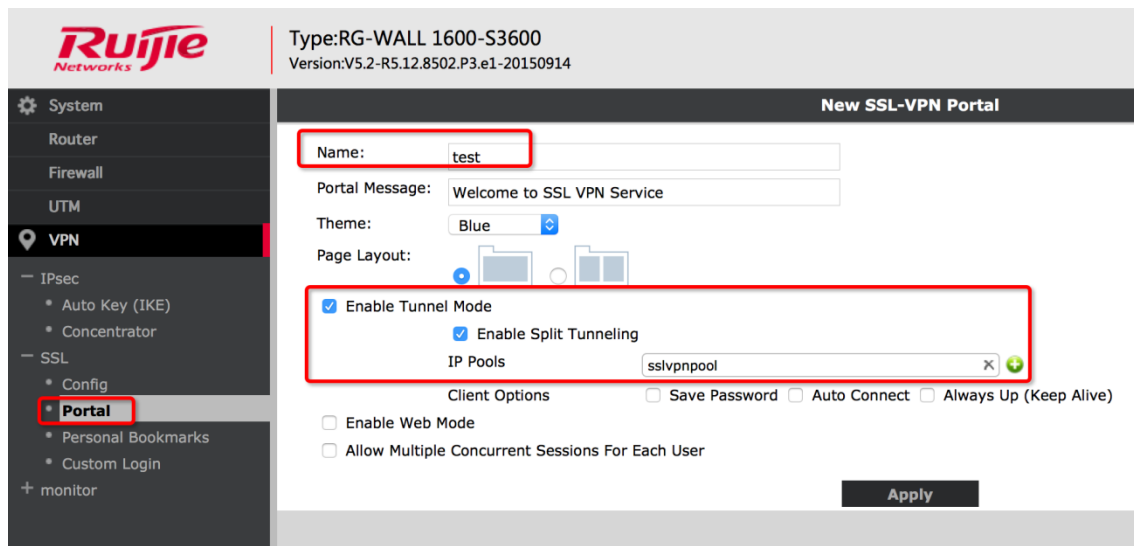 Ruijie
Networks
Type:RG-WALL 1600-S3600
Version:V5.2-R5.12.8502.P3.e1-20150914
System
Router
Firewall
UTM
VPN
IPsec
Auto Key (IKE)
Concentrator
SSL
Config
Portal
Personal Bookmarks
Custom Login
monitor
New SSL-VPN Portal
Name: test
Portal Message: Welcome to SSL VPN Service
Theme: Blue
Page Layout:
Enable Tunnel Mode
Enable Split Tunneling
IP Pools sslvpnpool
Client Options Save Password Auto Connect Always Up (Keep Alive)
Enable Web Mode
Allow Multiple Concurrent Sessions For Each User
Apply